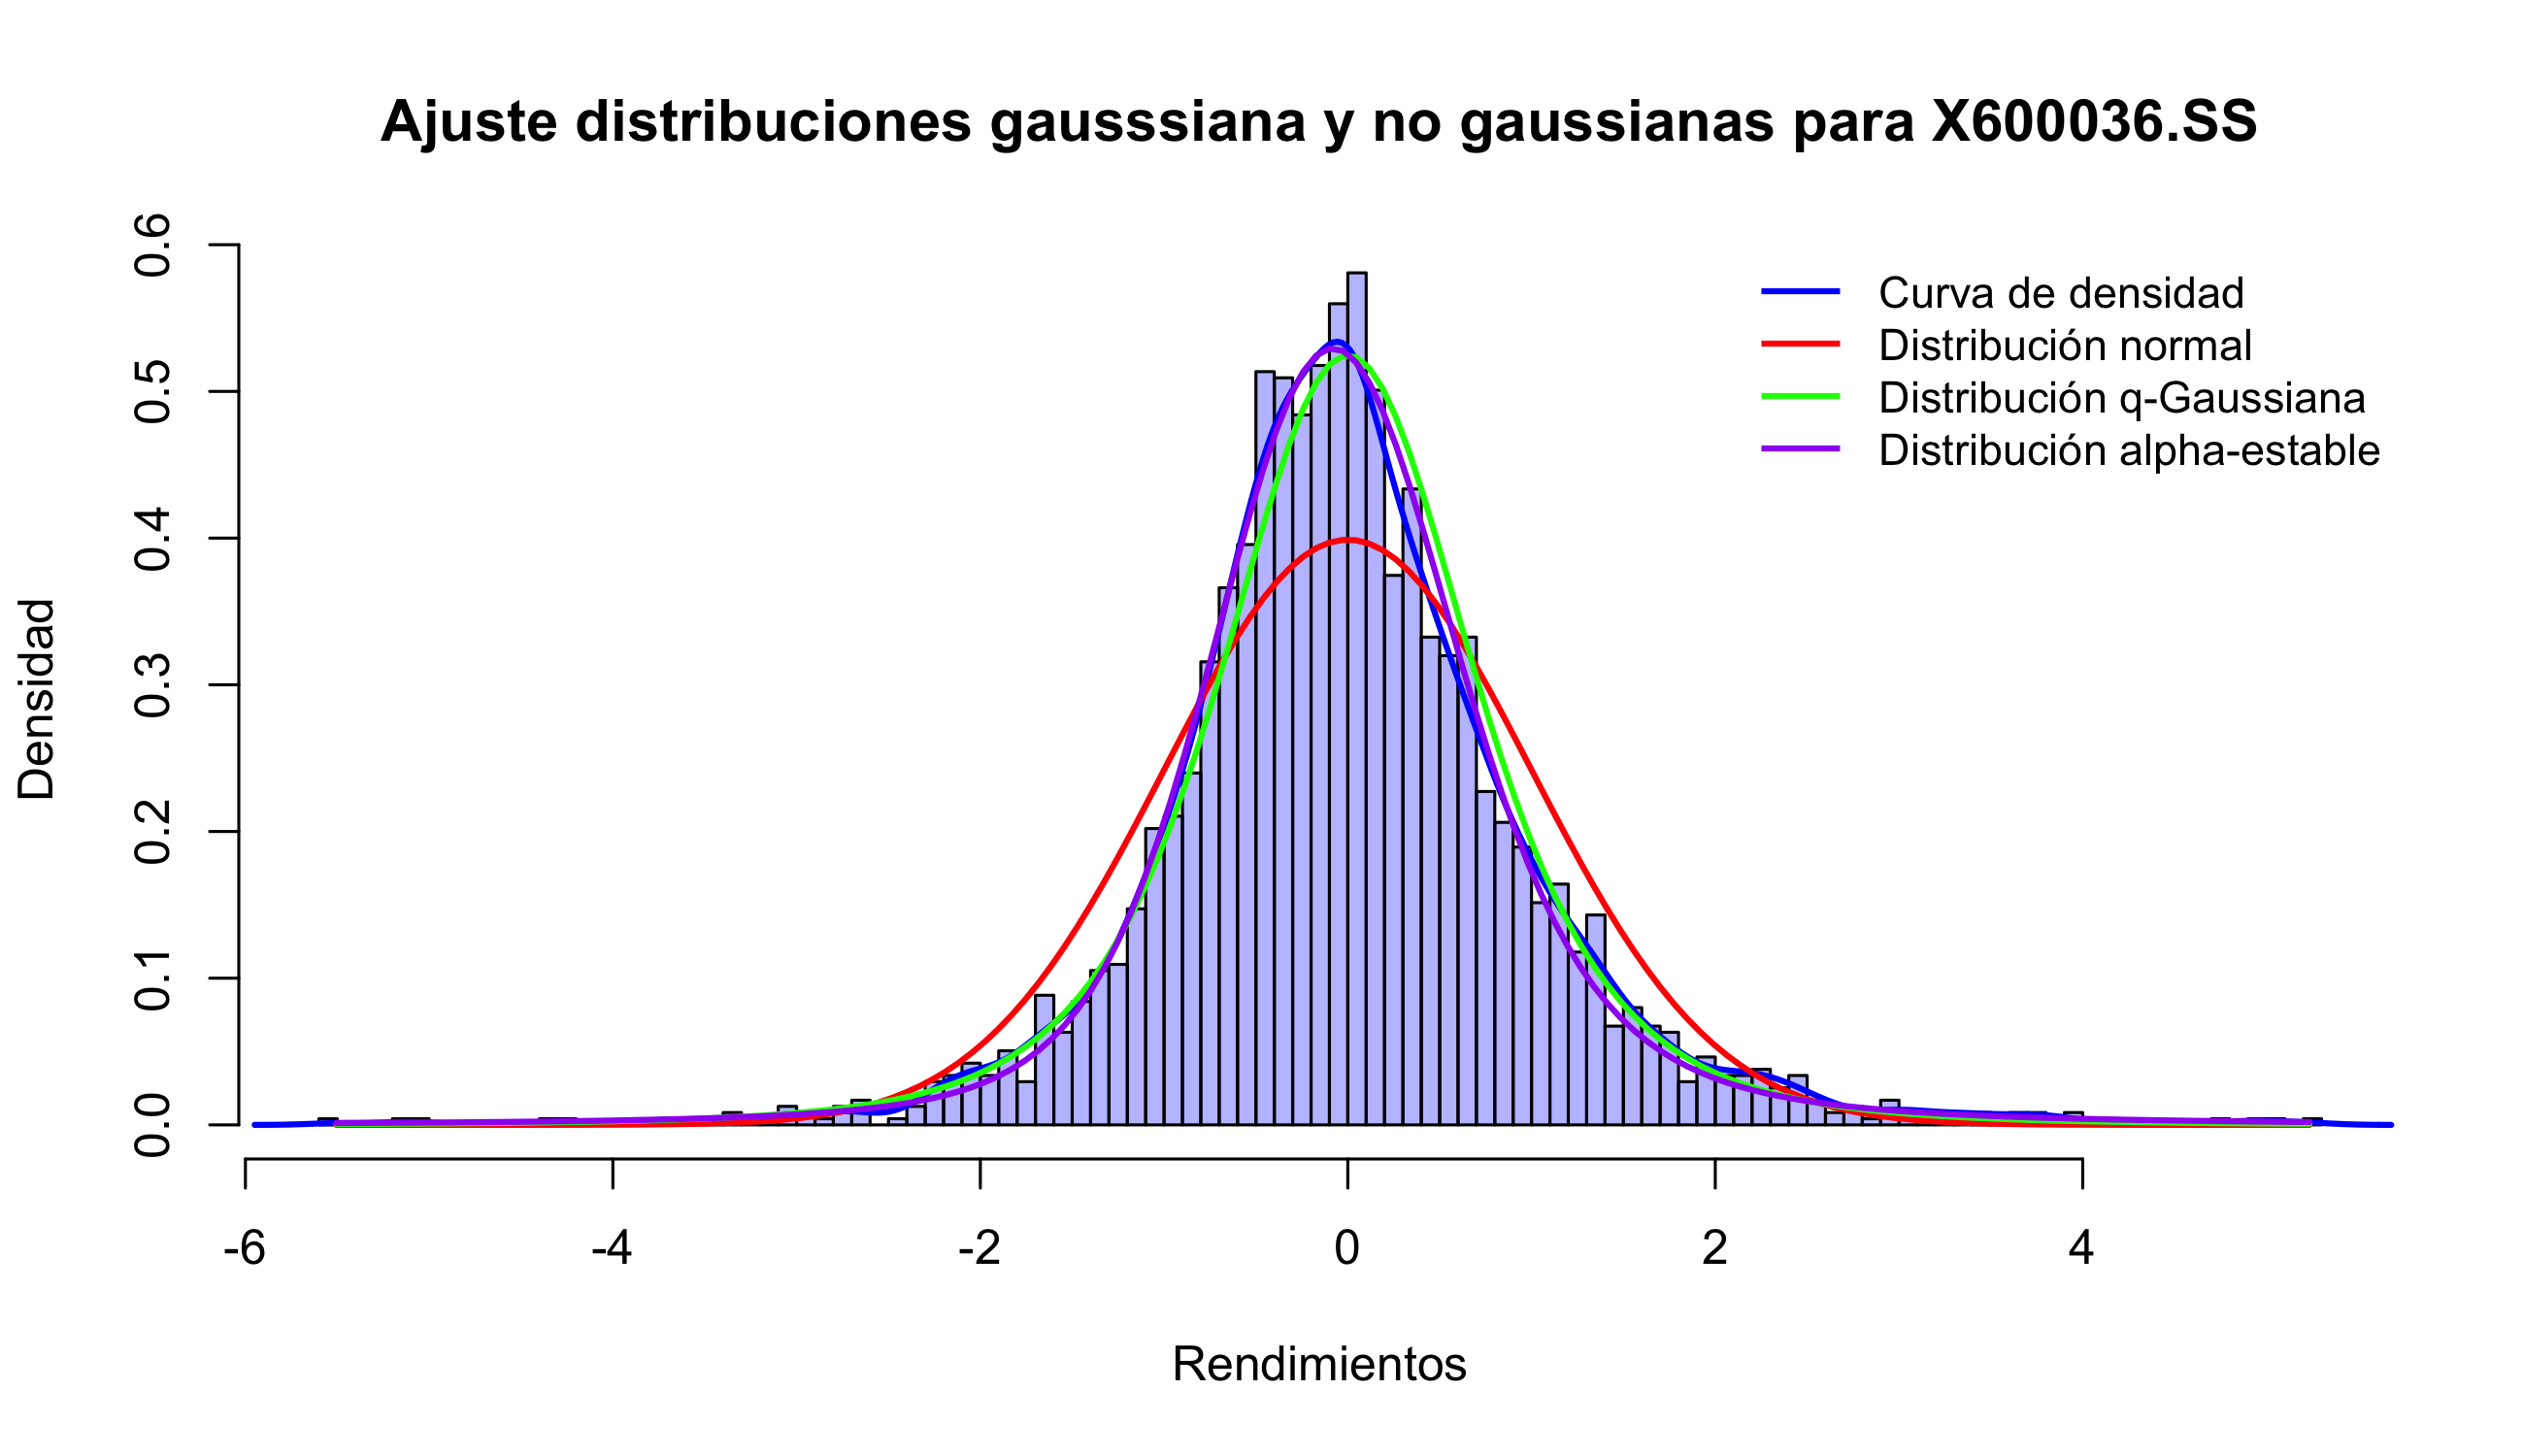 Ajuste distribuciones gausssiana y no gaussianas para X600036.SS
Curva de densidad
Distribución normal
Distribución q-Gaussiana
Distribución alpha-estable
Densidad
0.6
0.5
0.4
0.3
0.2
0.1
0.0
-6 -4 -2 0 2 4
Rendimientos